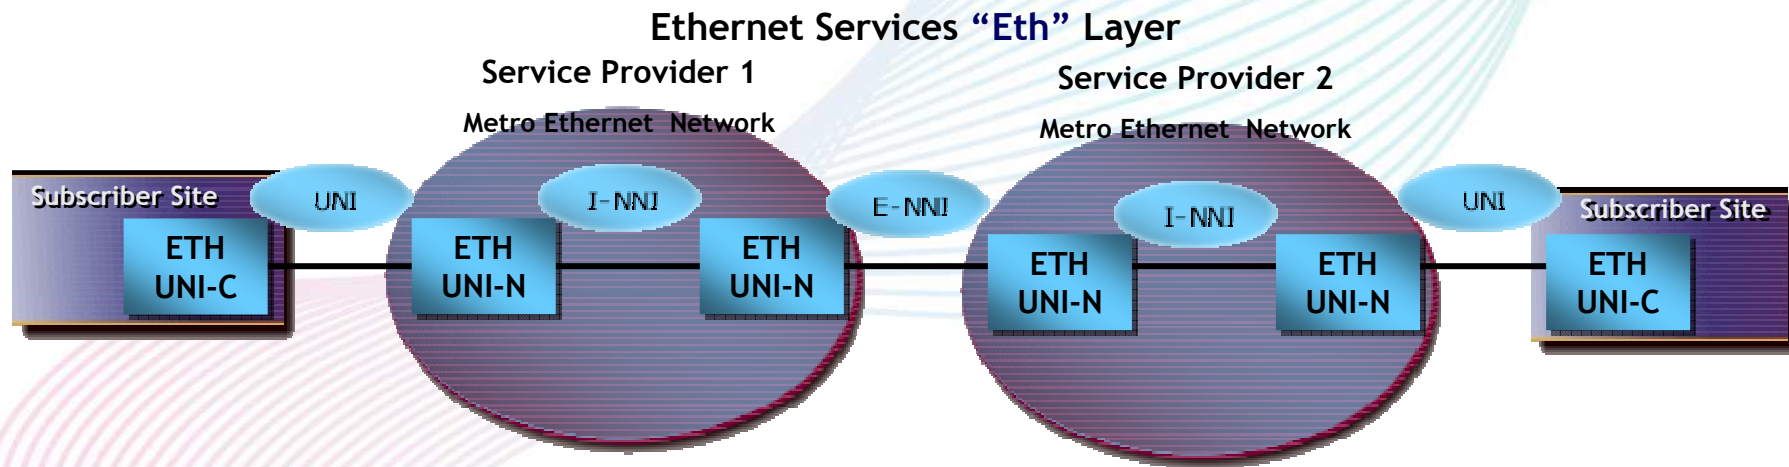 Ethernet Services “Eth” Layer
Service Provider 1
Service Provider 2
Metro Ethernet Network
Metro Ethernet Network
Subscriber Site
UNI
I-NNI
E-NNI
I-NNI
UNI
Subscriber Site
ETH
UNI-C
ETH
UNI-N
ETH
UNI-N
ETH
UNI-N
ETH
UNI-N
ETH
UNI-C